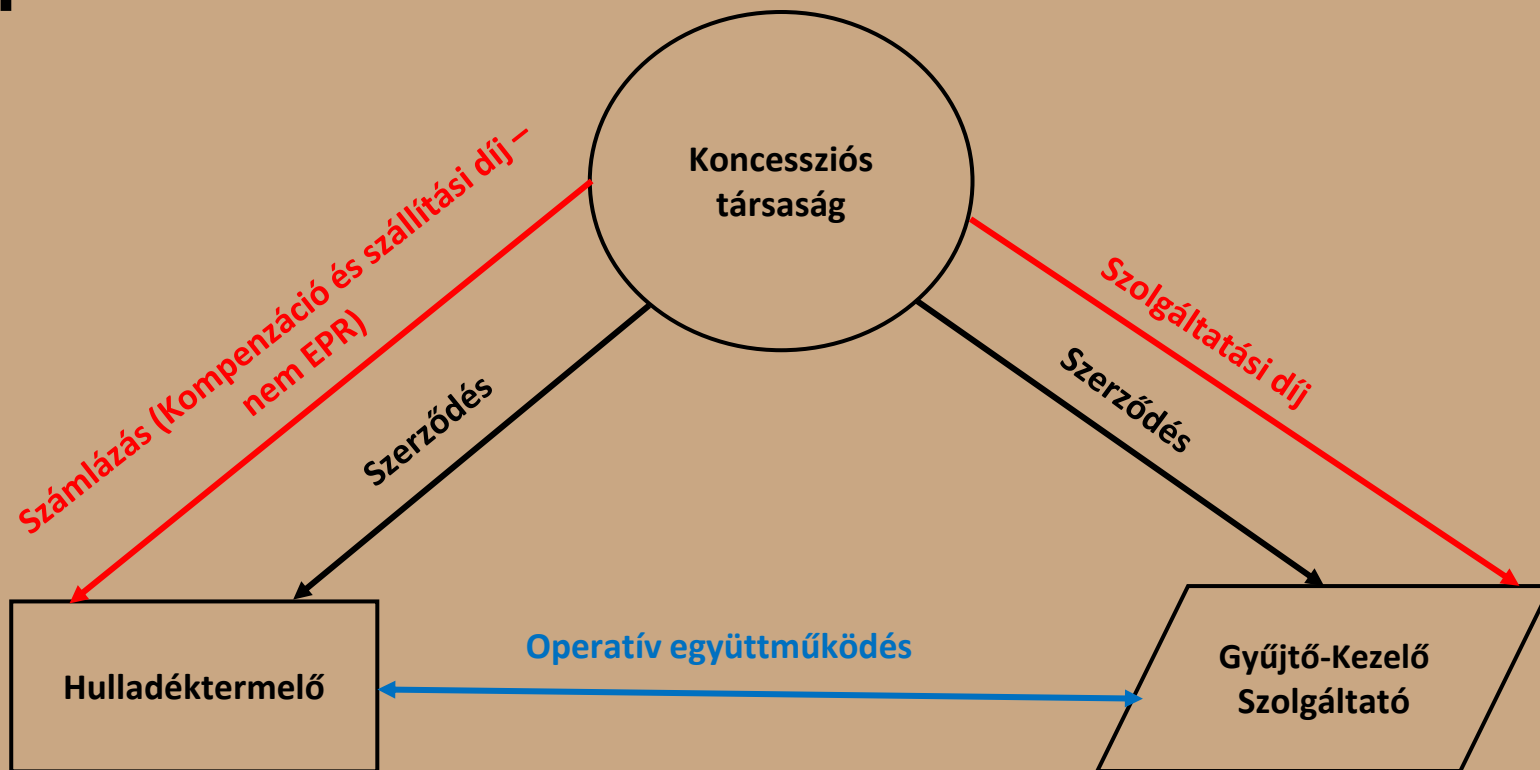 Koncessziós
társaság
Számlázás (Kompenzáció és szállítási díj –
nem EPR)
Szerződés
Szolgáltatási díj
Szerződés
Operatív együttműködés
Hulladéktermelő
Gyűjtő-Kezelő
Szolgáltató